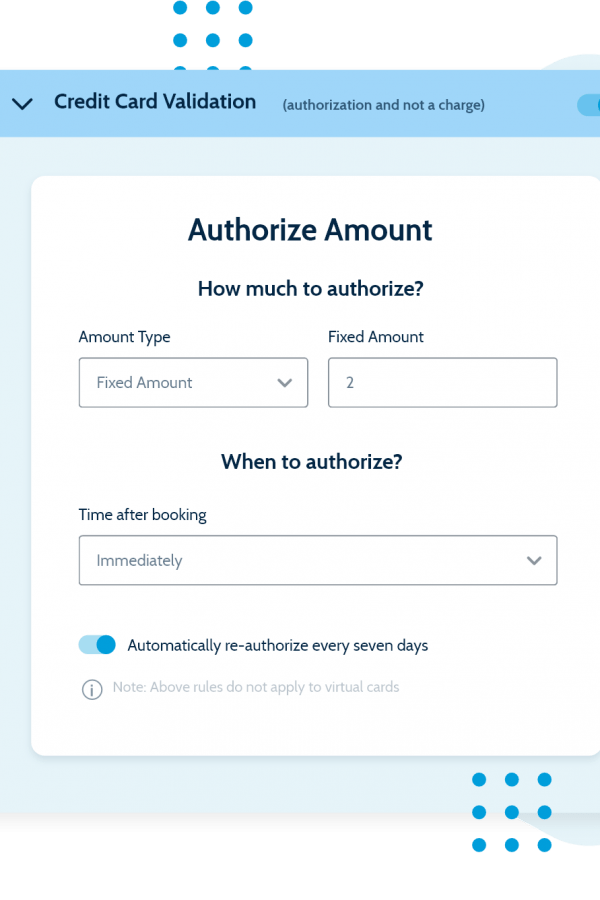 Credit Card Validation (authorization and not a charge)
Authorize Amount
How much to authorize?
Amount Type Fixed Amount
Fixed Amount 2
When to authorize?
Time after booking
Immediately
Automatically re-authorize every seven days
Note: Above rules do not apply to virtual cards